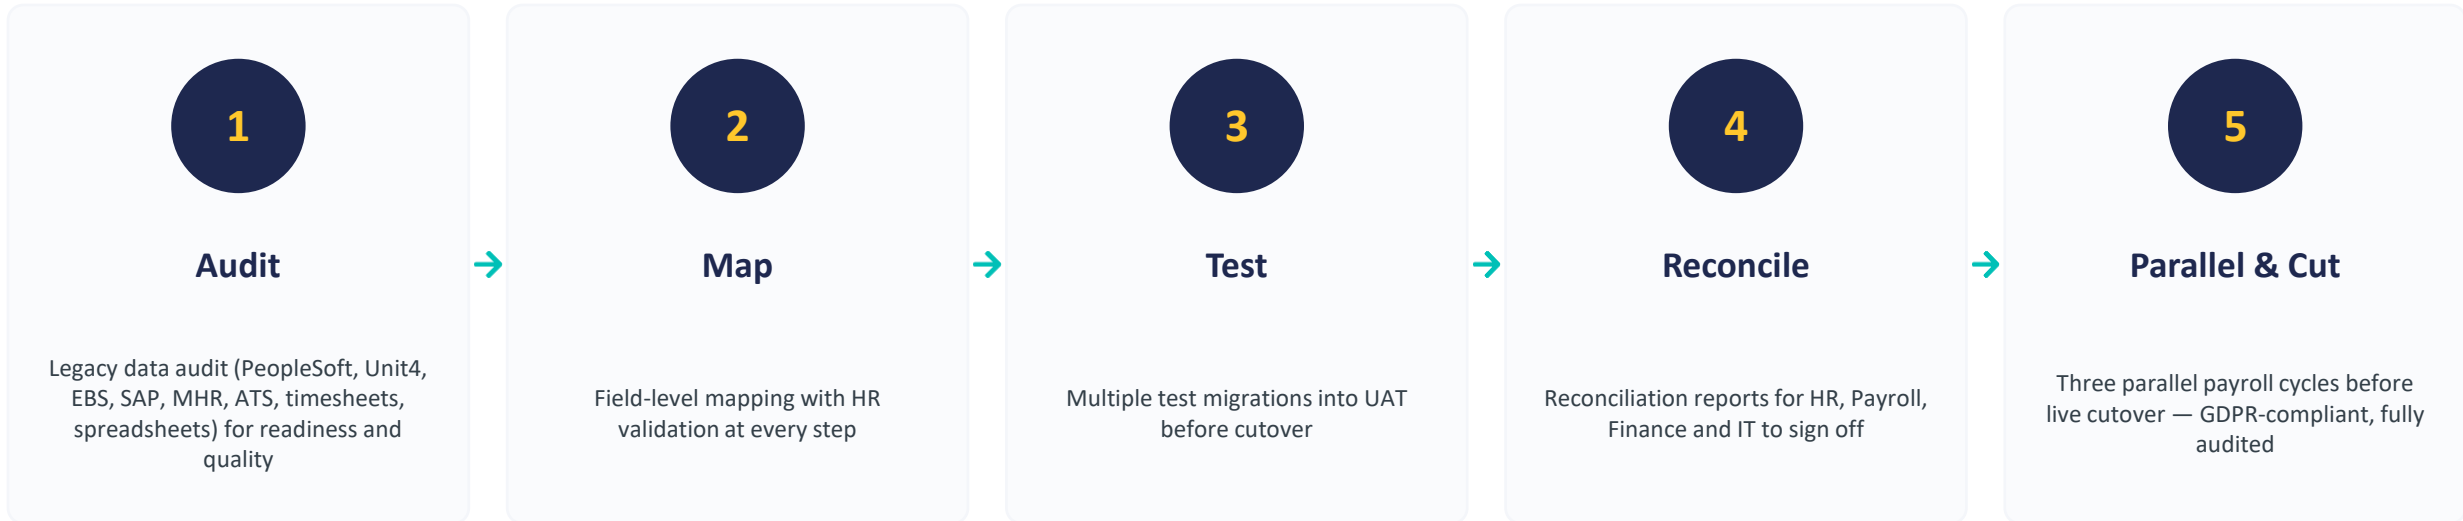 1
Audit
Legacy data audit (PeopleSoft, Unit4,
EBS, SAP, MHR, ATS, timesheets,
spreadsheets) for readiness and
quality
2
Map
Field-level mapping with HR
validation at every step
3
Test
Multiple test migrations into UAT
before cutover
4
Reconcile
Reconciliation reports for HR, Payroll,
Finance and IT to sign off
5
Parallel & Cut
Three parallel payroll cycles before
live cutover — GDPR-compliant, fully
audited